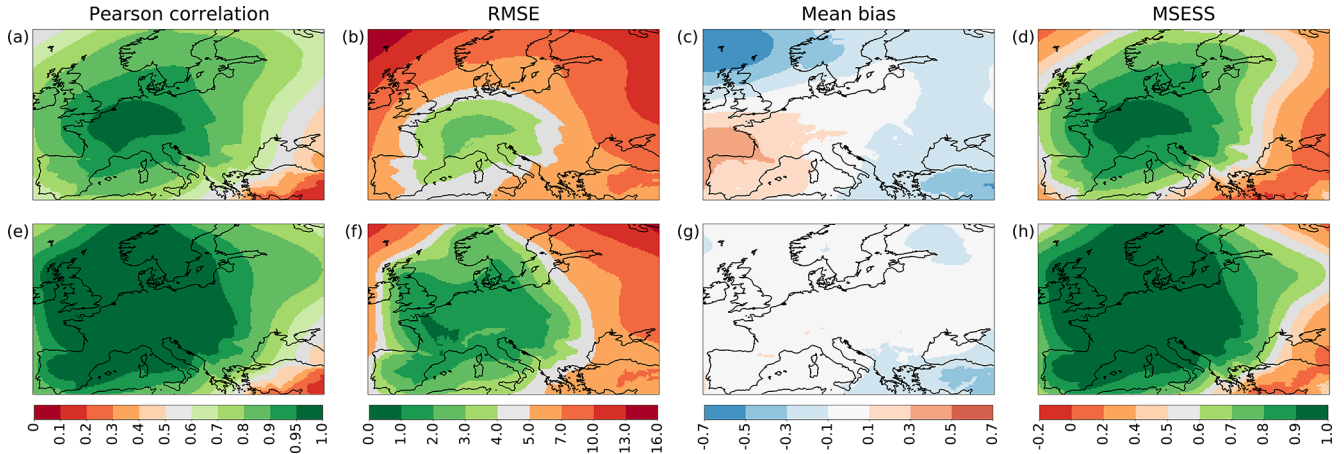 Pearson correlation RMSE Mean bias MSESS
(a) (b) (c) (d)
(e) (f) (g) (h)
0 0.1 0.2 0.3 0.4 0.5 0.6 0.7 0.8 0.9 0.95 1.0
0.0 1.0 2.0 3.0 4.0 5.0 7.0 10.0 13.0 16.0
-0.7 -0.5 -0.3 -0.1 0.1 0.3 0.5 0.7
-0.2 0 0.2 0.4 0.5 0.6 0.7 0.8 0.9 1.0